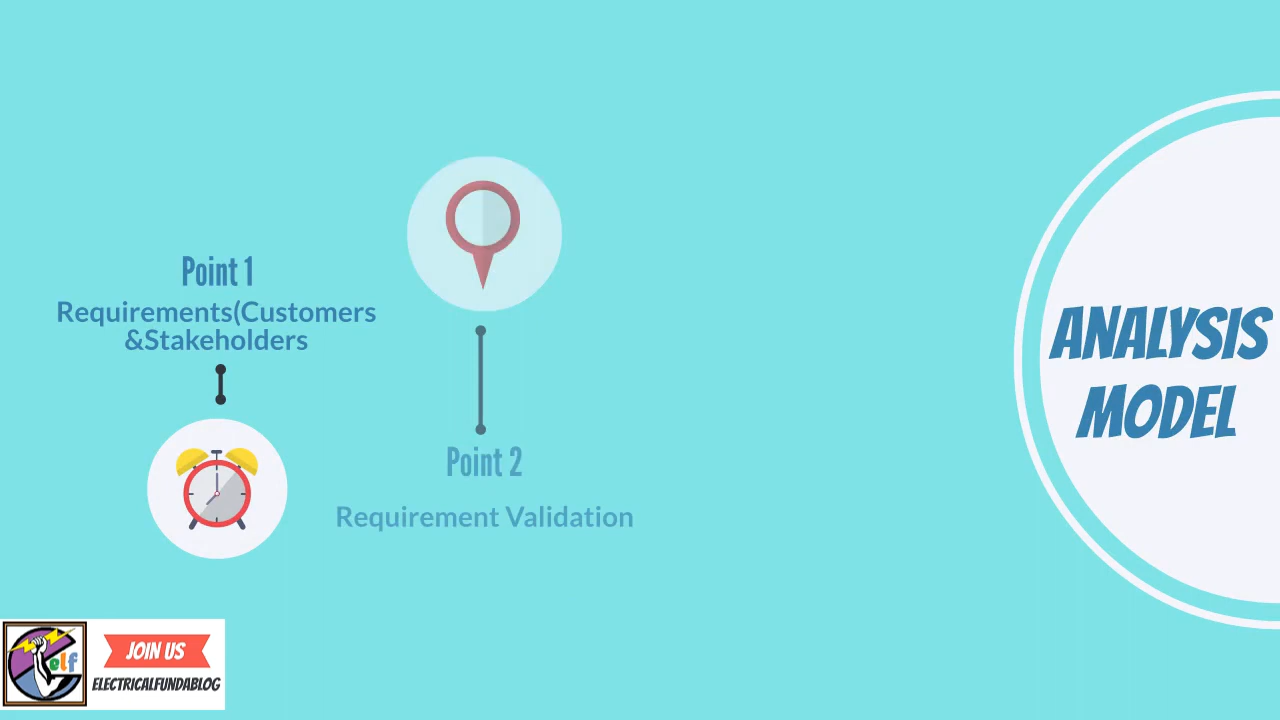 Point 1
Requirements(Customers
&Stakeholders
Point 2
Requirement Validation
ANALYSIS
MODEL
elf
JOIN US
ELECTRICALFUNDABLOG